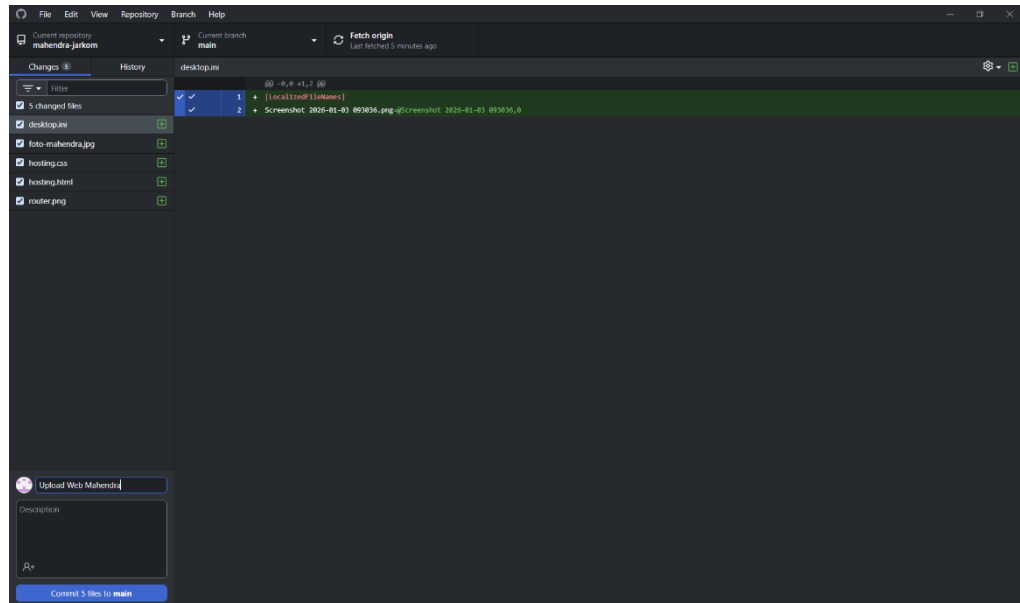 File Edit View Repository Branch Help
Current repository
mahendra-jarkom
Current branch
main
Fetch origin
Last fetched 5 minutes ago
Changes 5 History
desktop.ini
Filter
5 changed files
desktop.ini
foto-mahendra.jpg
hosting.css
hosting.html
router.png
@@ -0,0 +1,2 @@
1 + [LocalizedFileNames]
2 + Screenshot 2026-01-03 093036.png=@Screenshot 2026-01-03 093036,0
Upload Web Mahendra
Description
Commit 5 files to main